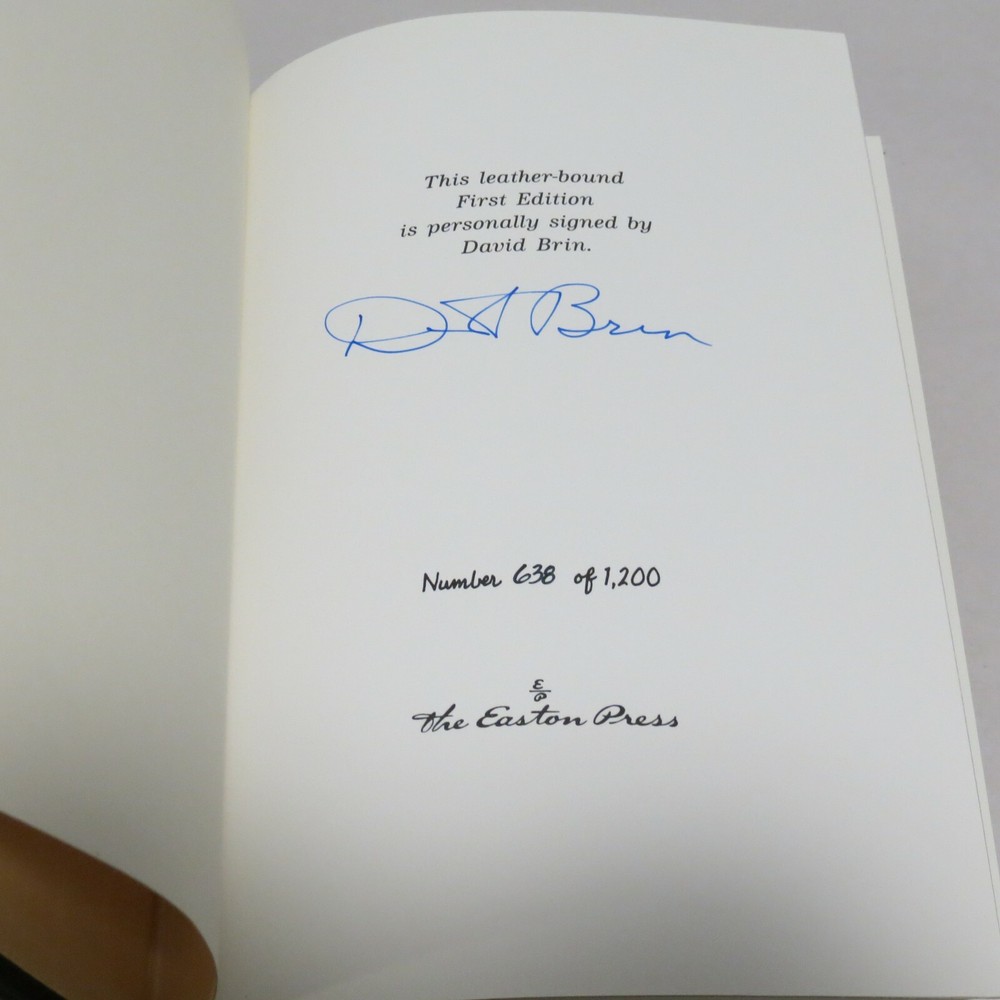 This leather-bound
First Edition
is personally signed by
David Brin.
D Brin
Number 638 of 1,200
E
P
The Easton Press